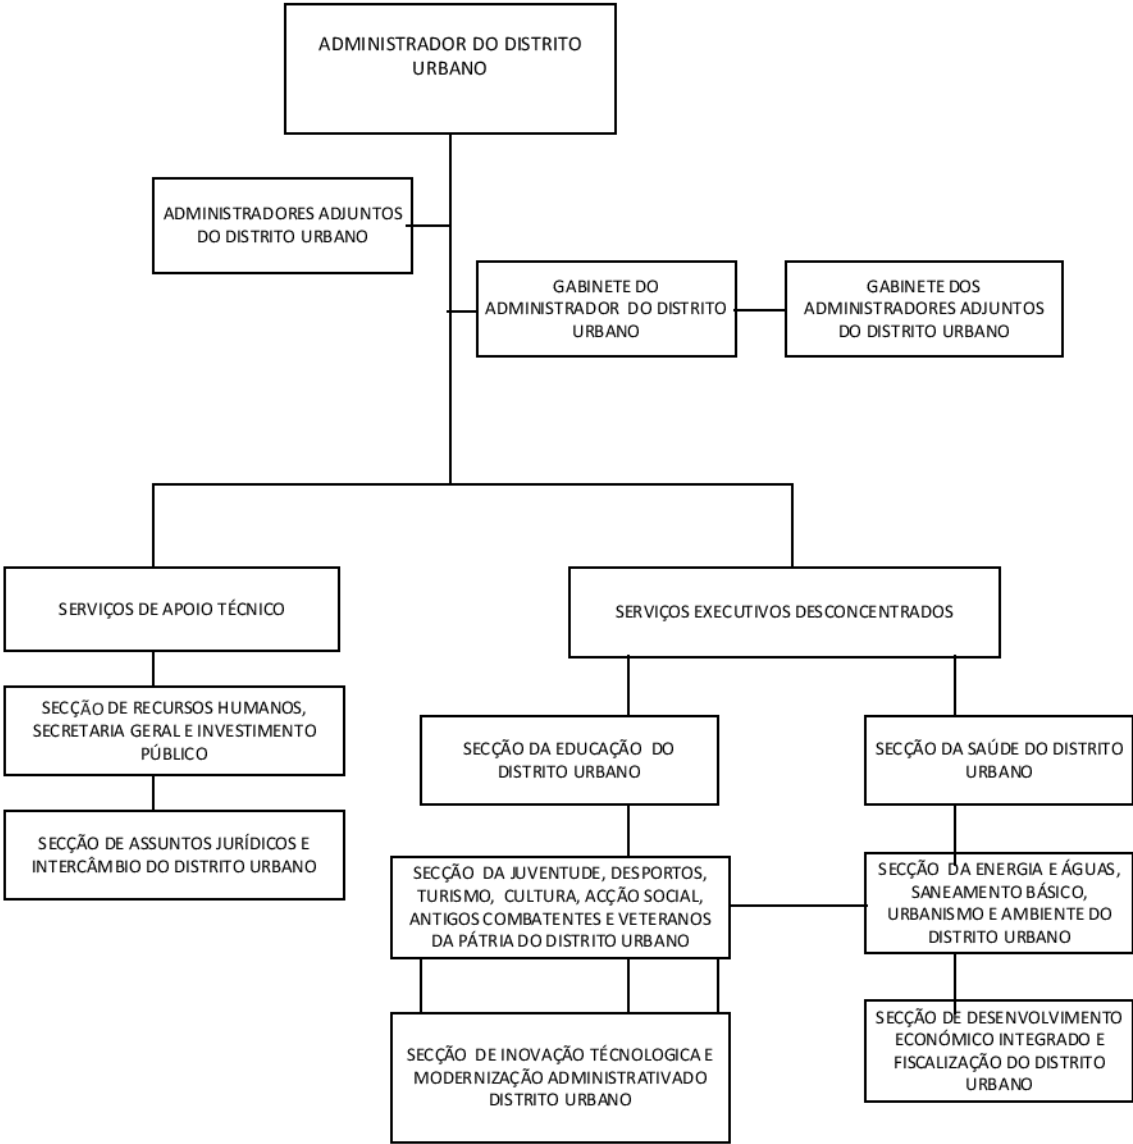 ADMINISTRADOR DO DISTRITO
URBANO
ADMINISTRADORES ADJUNTOS
DO DISTRITO URBANO
GABINETE DO
ADMINISTRADOR DO DISTRITO
URBANO
GABINETE DOS
ADMINISTRADORES ADJUNTOS
DO DISTRITO URBANO
SERVIÇOS DE APOIO TÉCNICO
SERVIÇOS EXECUTIVOS DESCONCENTRADOS
SECÇÃO DE RECURSOS HUMANOS,
SECRETARIA GERAL E INVESTIMENTO
PÚBLICO
SECÇÃO DA EDUCAÇÃO DO
DISTRITO URBANO
SECÇÃO DA SAÚDE DO DISTRITO
URBANO
SECÇÃO DE ASSUNTOS JURÍDICOS E
INTERCÂMBIO DO DISTRITO URBANO
SECÇÃO DA JUVENTUDE, DESPORTOS,
TURISMO, CULTURA, ACÇÃO SOCIAL,
ANTIGOS COMBATENTES E VETERANOS
DA PÁTRIA DO DISTRITO URBANO
SECÇÃO DA ENERGIA E ÁGUAS,
SANEAMENTO BÁSICO,
URBANISMO E AMBIENTE DO
DISTRITO URBANO
SECÇÃO DE INOVAÇÃO TÉCNOLOGICA E
MODERNIZAÇÃO ADMINISTRATIVADO
DISTRITO URBANO
SECÇÃO DE DESENVOLVIMENTO
ECONÓMICO INTEGRADO E
FISCALIZAÇÃO DO DISTRITO
URBANO